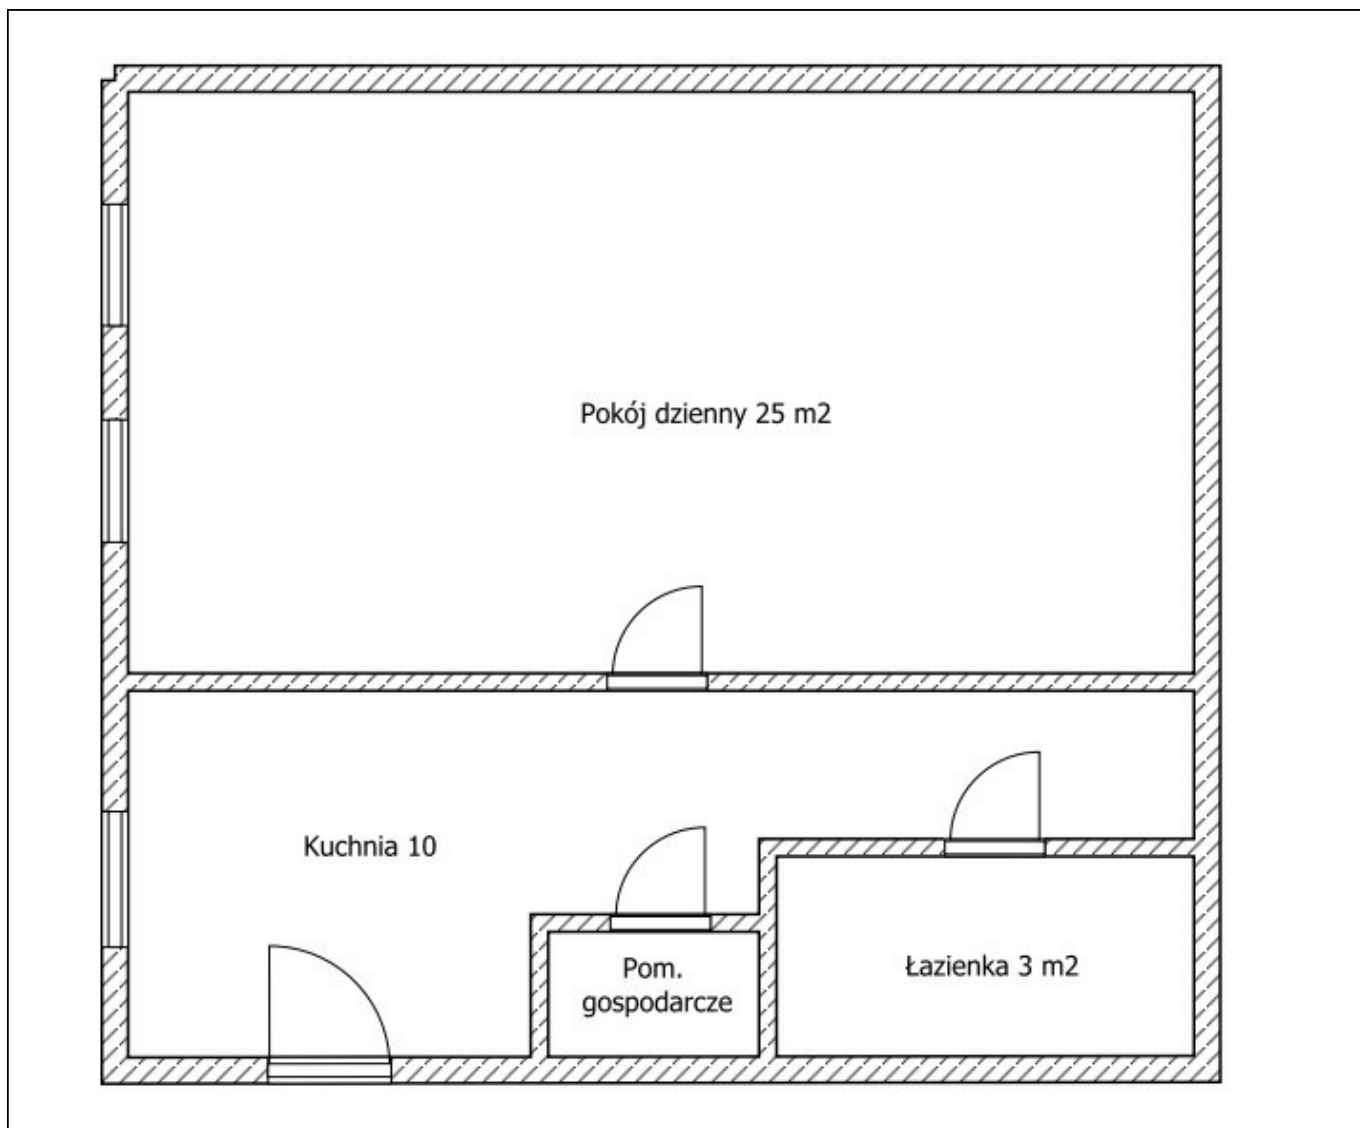 Pokój dzienny 25 m2
Kuchnia 10
Pom.
gospodarcze
Łazienka 3 m2